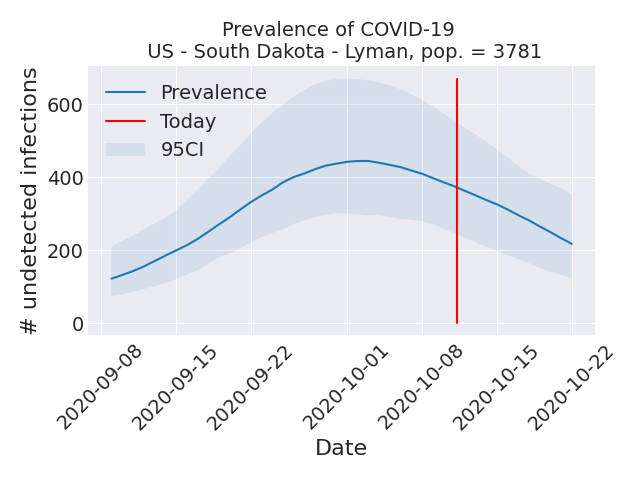 Prevalence of COVID-19
US - South Dakota - Lyman, pop. = 3781
# undetected infections
600
400
200
0
Prevalence
Today
95CI
2020-09-08
2020-09-15
2020-09-22
2020-10-01
2020-10-08
2020-10-15
2020-10-22
Date